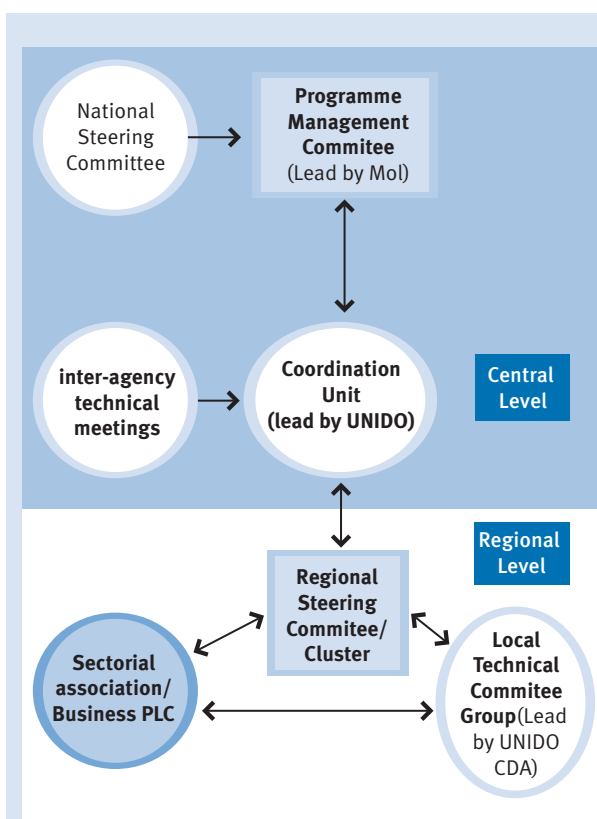 National
Steering
Committee
Programme
Management
Commitee
(Lead by MoI)
inter-agency
technical
meetings
Coordination
Unit
(lead by UNIDO)
Central
Level
Regional
Level
Regional
Steering
Commitee/
Cluster
Sectorial
association/
Business PLC
Local
Technical
Commitee
Group(Lead
by UNIDO
CDA)